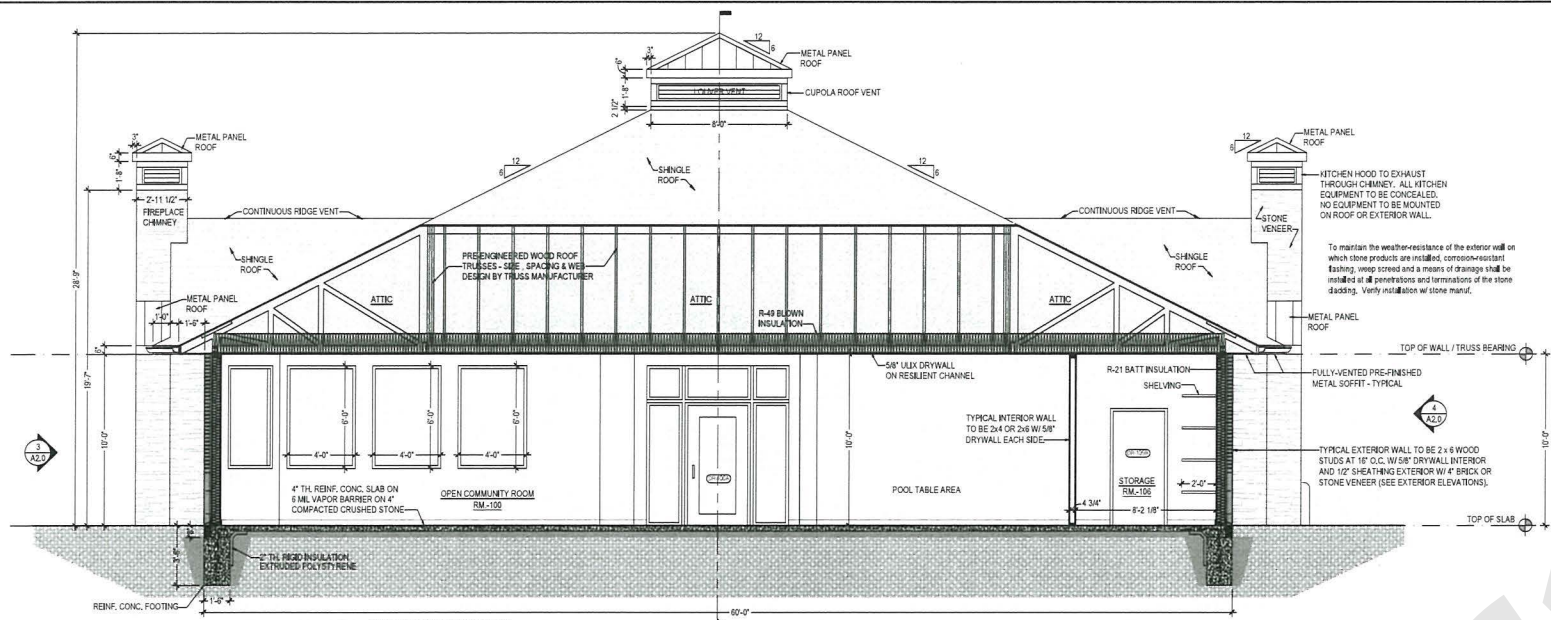 12
6
METAL PANEL
ROOF
3"
6"
1'-8"
2 1/2"
LOUVER VENT
CUPOLA ROOF VENT
8'-0"
28'-9"
3"
METAL PANEL
ROOF
6"
1'-8"
2'-11 1/2"
FIREPLACE
CHIMNEY
12
6
SHINGLE
ROOF
12
6
12
6
METAL PANEL
ROOF
KITCHEN HOOD TO EXHAUST
THROUGH CHIMNEY. ALL KITCHEN
EQUIPMENT TO BE CONCEALED.
NO EQUIPMENT TO BE MOUNTED
ON ROOF OR EXTERIOR WALL.
CONTINUOUS RIDGE VENT
CONTINUOUS RIDGE VENT
STONE
VENEER
To maintain the weather-resistance of the exterior wall on
which stone products are installed, corrosion-resistant
flashing, weep screed and a means of drainage shall be
installed at all penetrations and terminations of the stone
cladding. Verify installation w/ stone manuf.
SHINGLE
ROOF
PRE-ENGINEERED WOOD ROOF
TRUSSES - SIZE, SPACING & WEB
DESIGN BY TRUSS MANUFACTURER
SHINGLE
ROOF
METAL PANEL
ROOF
ATTIC
ATTIC
ATTIC
1'-0"
1'-6"
R-49 BLOWN
INSULATION
METAL PANEL
ROOF
6"
19'-7"
TOP OF WALL / TRUSS BEARING
5/8" ULIX DRYWALL
ON RESILIENT CHANNEL
R-21 BATT INSULATION
SHELVING
FULLY-VENTED PRE-FINISHED
METAL SOFFIT - TYPICAL
6'-0"
6'-0"
6'-0"
4'-0"
4'-0"
4'-0"
10'-0"
10'-0"
10'-0"
TYPICAL INTERIOR WALL
TO BE 2x4 OR 2x6 W/ 5/8"
DRYWALL EACH SIDE
3
A2.0
4
A2.0
TYPICAL EXTERIOR WALL TO BE 2 x 6 WOOD
STUDS AT 16" O.C. W/ 5/8" DRYWALL INTERIOR
AND 1/2" SHEATHING EXTERIOR W/ 4" BRICK OR
STONE VENEER (SEE EXTERIOR ELEVATIONS).
4" TH. REINF. CONC. SLAB ON
6 MIL VAPOR BARRIER ON 4"
COMPACTED CRUSHED STONE
OPEN COMMUNITY ROOM
RM.-100
POOL TABLE AREA
STORAGE
RM.-106
2'-0"
4 3/4"
8'-2 1/8"
TOP OF SLAB
3'-6"
2" TH. RIGID INSULATION
EXTRUDED POLYSTYRENE
REINF. CONC. FOOTING
1'-6"
60'-0"